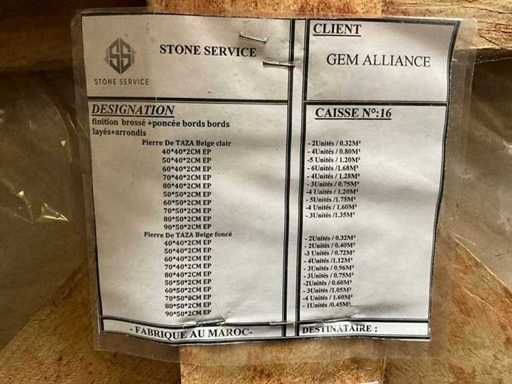 STONE SERVICE
STONE SERVICE
CLIENT
GEM ALLIANCE
DESIGNATION
finition brossé +poncée bords bords
layés+arrondis
CAISSE N°:16
Pierre De TAZA Beige clair
40*40*2CM EP - 2Unités / 0.32M²
50*40*2CM EP - 4Unités / 0.80M²
60*40*2CM EP -5 Unités / 1.20M²
70*40*2CM EP - 6Unités /1.68M²
80*40*2CM EP - 4Unités / 1.28M²
50*50*2CM EP - 3Unités / 0.75M²
60*50*2CM EP -4 Unités / 1.20M²
70*50*2CM EP - 5Unités /1.75M²
80*50*2CM EP -4 Unités / 1.60M²
90*50*2CM EP - 3Unités /1.35M²
Pierre De TAZA Beige foncé
40*40*2CM EP - 2Unités / 0.32M²
50*40*2CM EP - 2Unités / 0.40M²
60*40*2CM EP -3 Unités / 0.72M²
70*40*2CM EP - 4Unités /1.12M²
80*40*2CM EP - 3Unités /0.96M²
50*50*2CM EP - 3Unités / 0.75M²
60*50*2CM EP -2Unités / 0.60M²
70*50*2CM EP - 3Unités /1.05M²
80*50*2CM EP -4 Unités / 1.60M²
90*50*2CM EP - 1Unités /0.45M²
- FABRIQUE AU MAROC-
DESTINATAIRE :